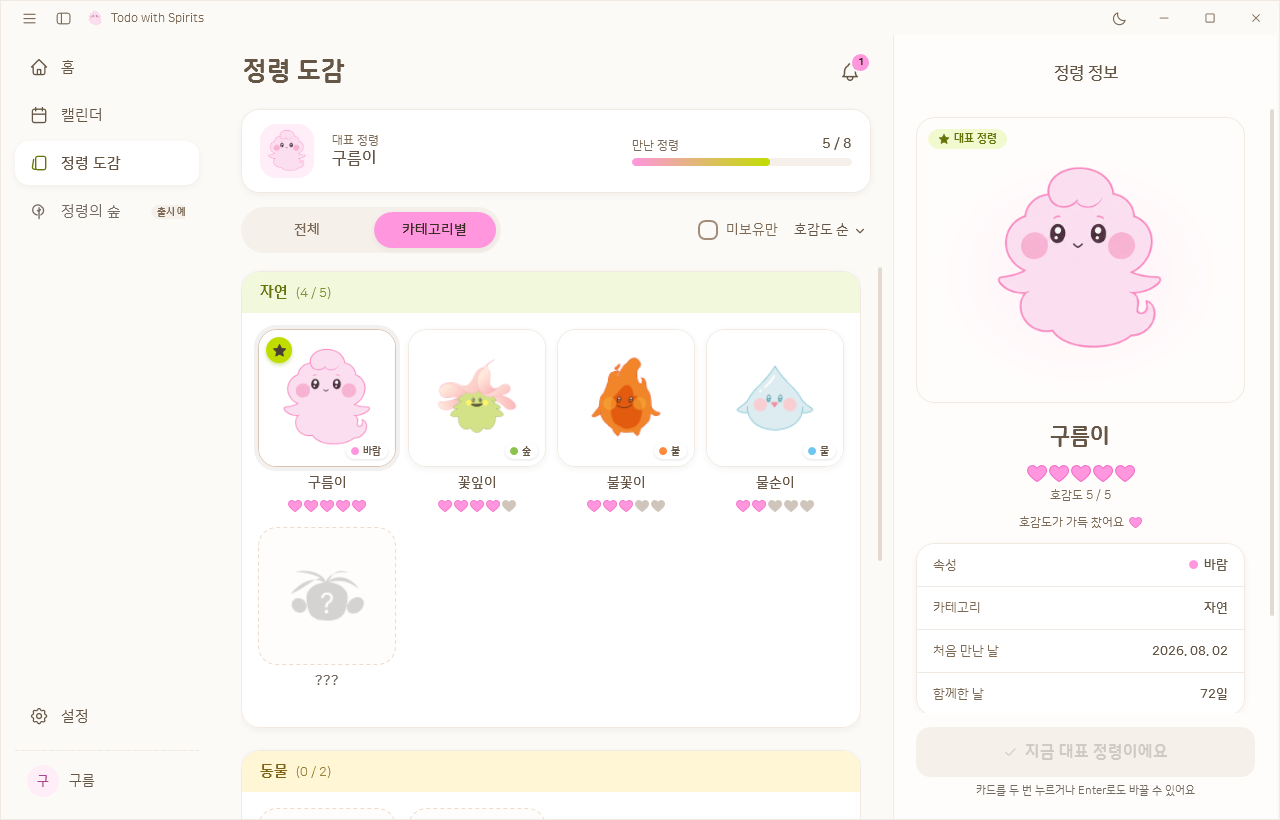 Todo with Spirits
홈
캘린더
정령 도감
정령의 숲
출시 예
설정
구
구름
정령 도감
1
대표 정령
구름이
만난 정령
5 / 8
전체
카테고리별
미보유만
호감도 순
자연 (4 / 5)
바람
숲
불
물
구름이
꽃잎이
불꽃이
물순이
?
???
동물 (0 / 2)
정령 정보
대표 정령
구름이
호감도 5 / 5
호감도가 가득 찼어요
속성
바람
카테고리
자연
처음 만난 날
2026. 08. 02
함께한 날
72일
지금 대표 정령이에요
카드를 두 번 누르거나 Enter로도 바꿀 수 있어요